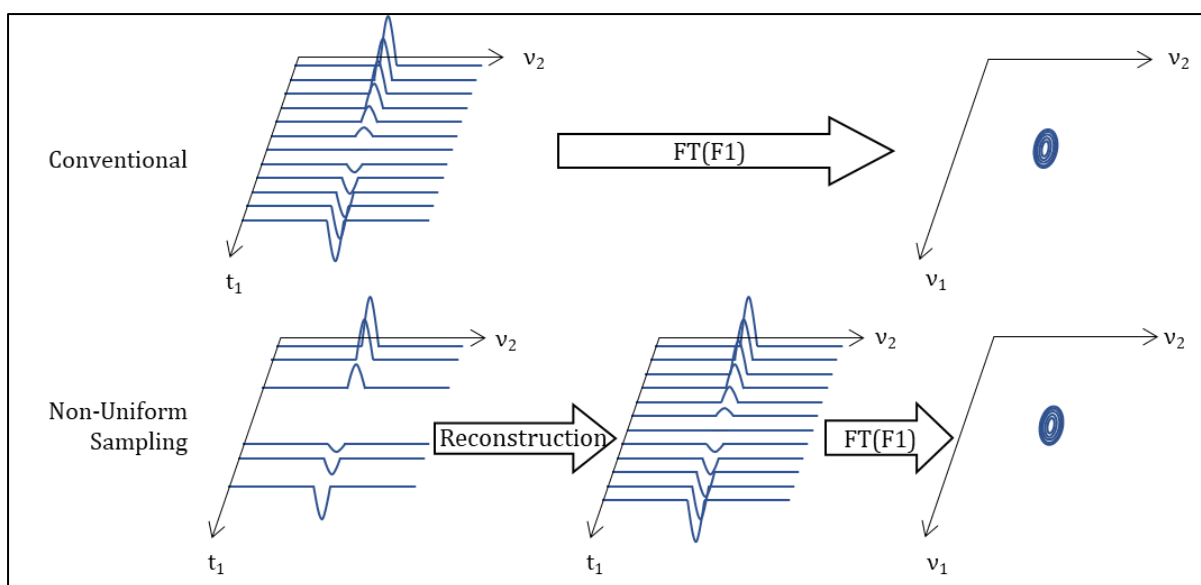 ν₂
ν₂
Conventional
FT(F1)
t₁
ν₁
ν₂
ν₂
ν₂
Non-Uniform
Sampling
Reconstruction
FT(F1)
t₁
t₁
ν₁